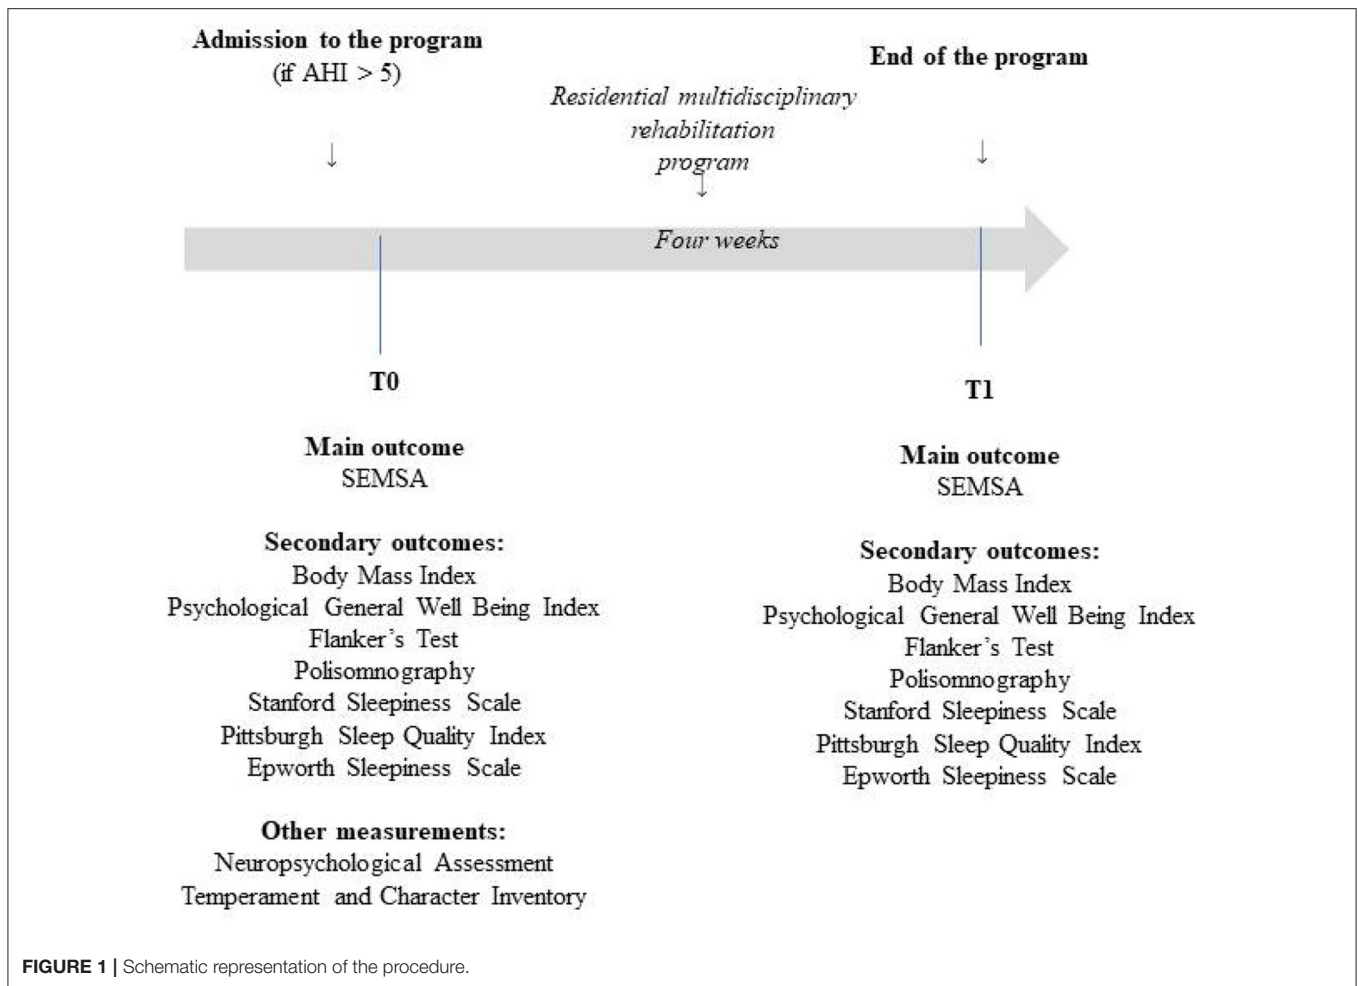 Admission to the program
(if AHI > 5)
End of the program
Residential multidisciplinary
rehabilitation
program
Four weeks
T0
Main outcome
SEMSA
Secondary outcomes:
Body Mass Index
Psychological General Well Being Index
Flanker's Test
Polisomnography
Stanford Sleepiness Scale
Pittsburgh Sleep Quality Index
Epworth Sleepiness Scale
Other measurements:
Neuropsychological Assessment
Temperament and Character Inventory
T1
Main outcome
SEMSA
Secondary outcomes:
Body Mass Index
Psychological General Well Being Index
Flanker's Test
Polisomnography
Stanford Sleepiness Scale
Pittsburgh Sleep Quality Index
Epworth Sleepiness Scale
FIGURE 1 | Schematic representation of the procedure.